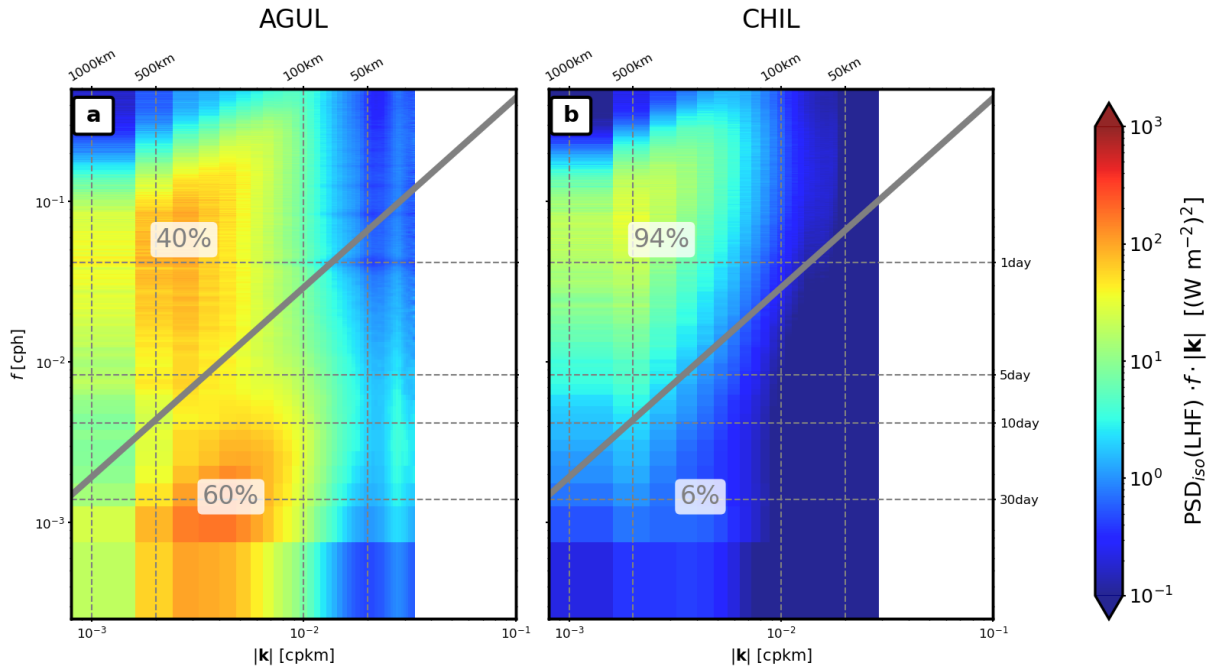 AGUL
CHIL
1000km
500km
100km
50km
1000km
500km
100km
50km
a
b
10⁻¹
10⁻²
10⁻³
f [cph]
40%
60%
94%
6%
1day
5day
10day
30day
10⁻³
10⁻²
10⁻¹
|k| [cpkm]
10⁻³
10⁻²
10⁻¹
|k| [cpkm]
10³
10²
10¹
10⁰
10⁻¹
PSD_iso(LHF) · f · |k| [(W m⁻²)²]